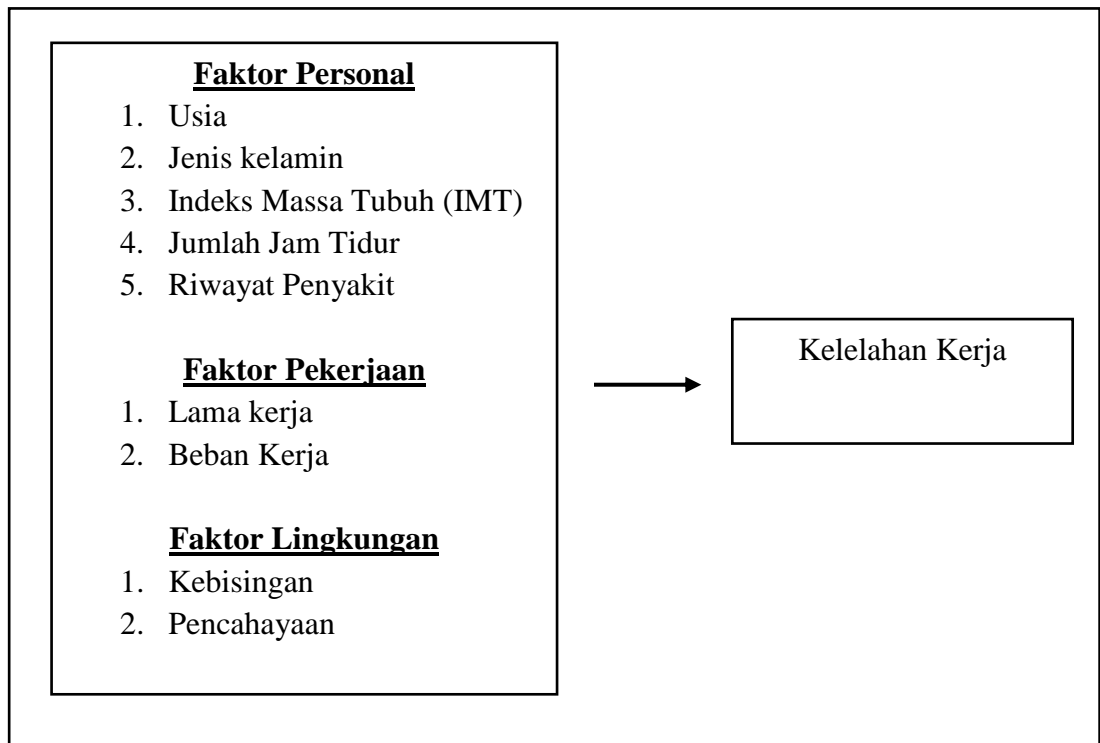 Faktor Personal
1. Usia
2. Jenis kelamin
3. Indeks Massa Tubuh (IMT)
4. Jumlah Jam Tidur
5. Riwayat Penyakit
Faktor Pekerjaan
1. Lama kerja
2. Beban Kerja
Faktor Lingkungan
1. Kebisingan
2. Pencahayaan
Kelelahan Kerja